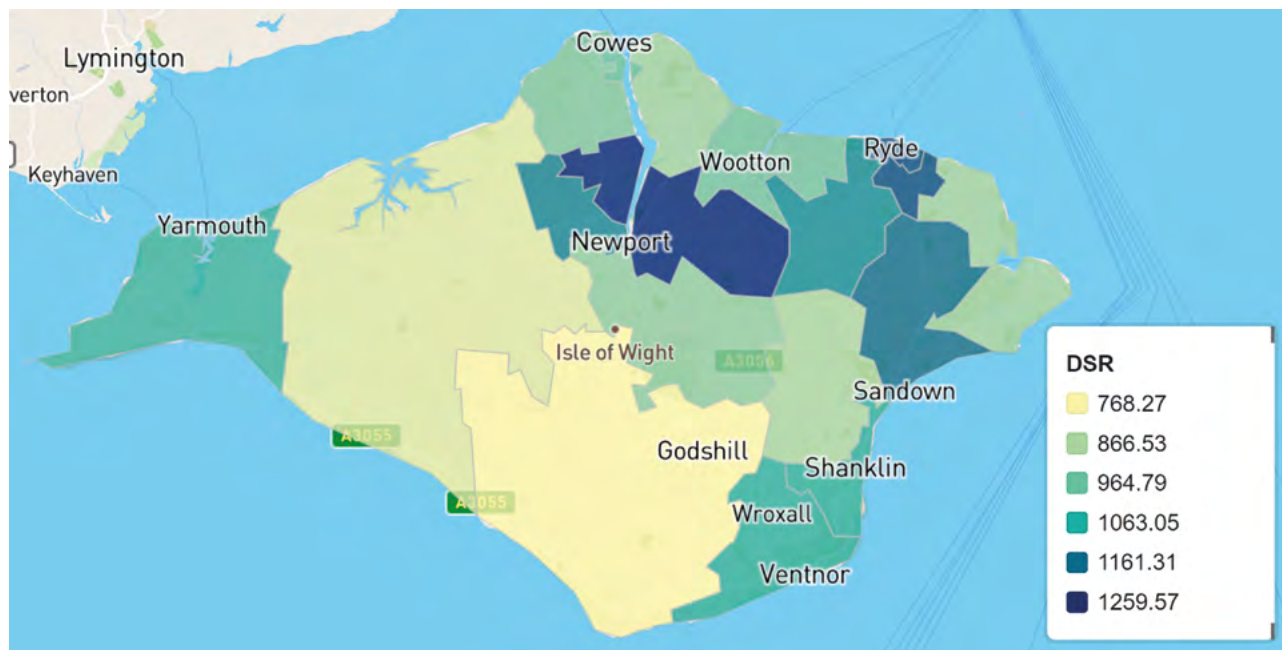 Cowes
Lymington
verton
Wootton
Ryde
Keyhaven
Yarmouth
Newport
Isle of Wight
A3056
DSR
768.27
866.53
964.79
1063.05
1161.31
1259.57
Sandown
A3055
Godshill
Shanklin
A3055
Wroxall
Ventnor